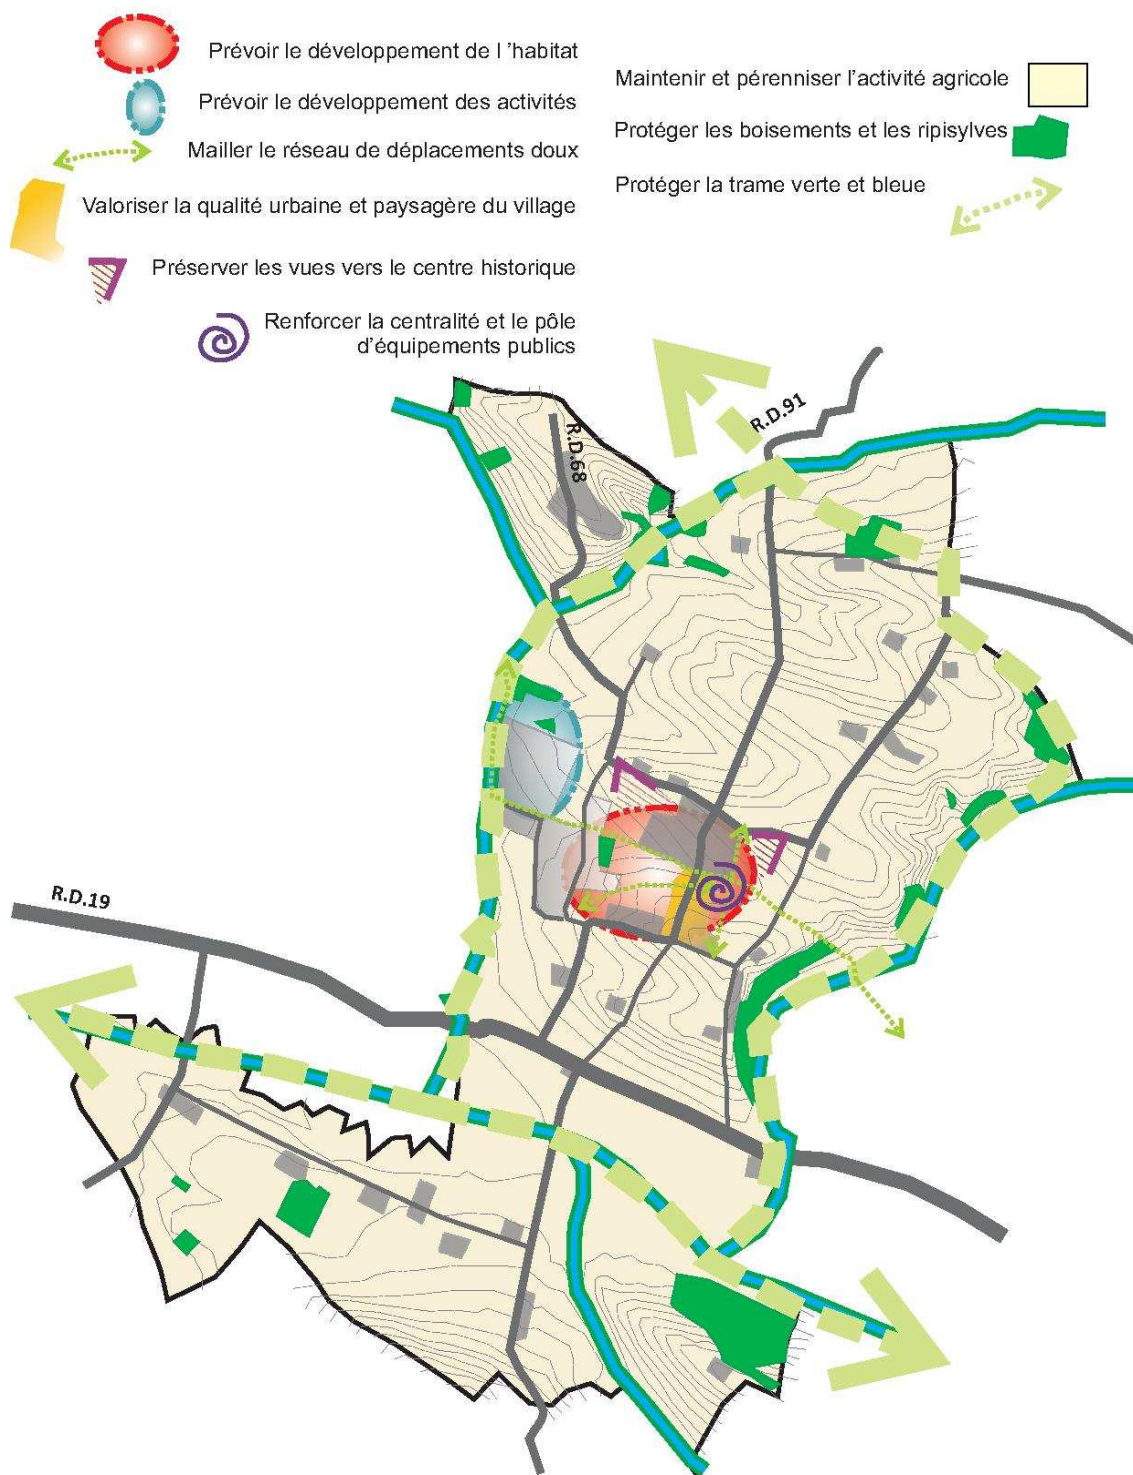 Prévoir le développement de l 'habitat
Prévoir le développement des activités
Mailler le réseau de déplacements doux
Valoriser la qualité urbaine et paysagère du village
Préserver les vues vers le centre historique
Renforcer la centralité et le pôle
d'équipements publics
Maintenir et pérenniser l'activité agricole
Protéger les boisements et les ripisylves
Protéger la trame verte et bleue
R.D.91
R.D.68
R.D.19